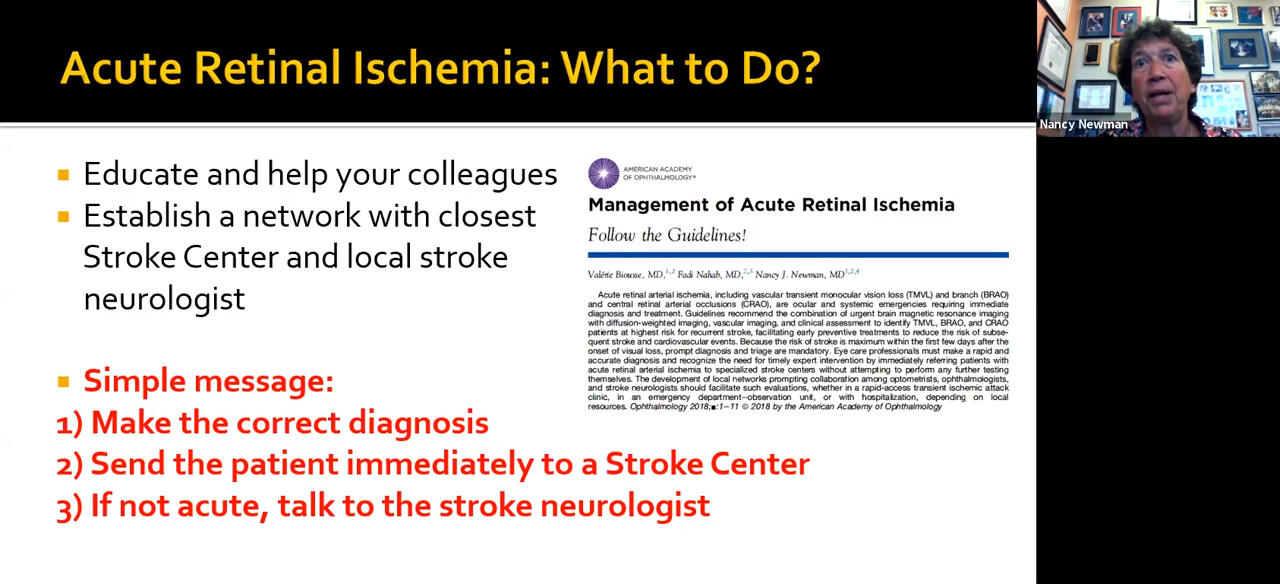 Acute Retinal Ischemia: What to Do?
Nancy Newman
Educate and help your colleagues
Establish a network with closest
Stroke Center and local stroke
neurologist
Simple message:
1) Make the correct diagnosis
2) Send the patient immediately to a Stroke Center
3) If not acute, talk to the stroke neurologist
AMERICAN ACADEMY
OF OPHTHALMOLOGY®
Management of Acute Retinal Ischemia
Follow the Guidelines!
Valérie Biousse, MD,1,2 Fadi Nahab, MD,2,3 Nancy J. Newman, MD1,2,4
Acute retinal arterial ischemia, including vascular transient monocular vision loss (TMVL) and branch (BRAO)
and central retinal arterial occlusions (CRAO), are ocular and systemic emergencies requiring immediate
diagnosis and treatment. Guidelines recommend the combination of urgent brain magnetic resonance imaging
with diffusion-weighted imaging, vascular imaging, and clinical assessment to identify TMVL, BRAO, and CRAO
patients at highest risk for recurrent stroke, facilitating early preventive treatments to reduce the risk of subse-
quent stroke and cardiovascular events. Because the risk of stroke is maximum within the first few days after the
onset of visual loss, prompt diagnosis and triage are mandatory. Eye care professionals must make a rapid and
accurate diagnosis and recognize the need for timely expert intervention by immediately referring patients with
acute retinal arterial ischemia to specialized stroke centers without attempting to perform any further testing
themselves. The development of local networks prompting collaboration among optometrists, ophthalmologists,
and stroke neurologists should facilitate such evaluations, whether in a rapid-access transient ischemic attack
clinic, in an emergency department–observation unit, or with hospitalization, depending on local
resources. Ophthalmology 2018;■:1–11 © 2018 by the American Academy of Ophthalmology